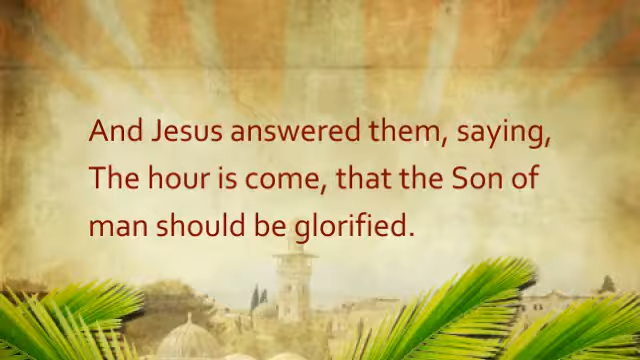 And Jesus answered them, saying,
The hour is come, that the Son of
man should be glorified.